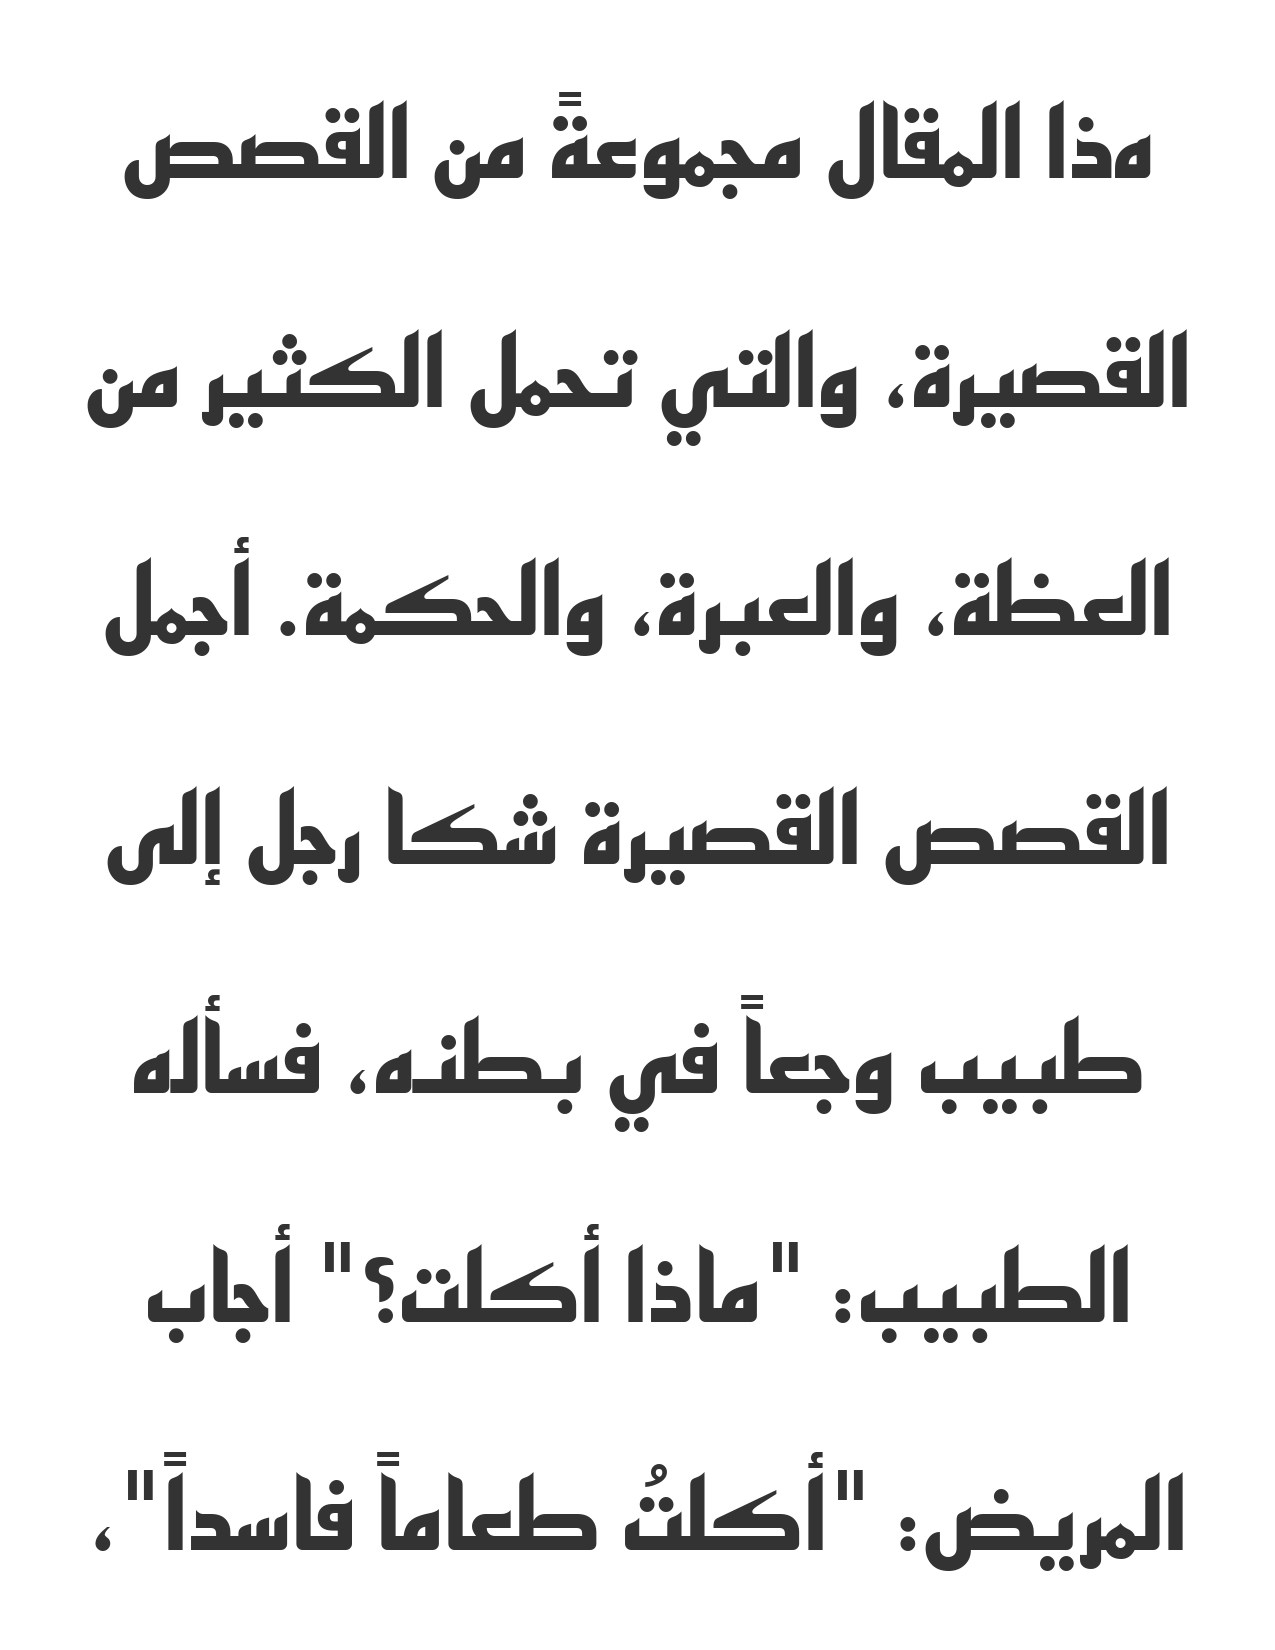 هذا المقال مجموعةً من القصص
القصيرة، والتي تحمل الكثير من
العظة، والعبرة، والحكمة. أجمل
القصص القصيرة شكا رجل إلى
طبيب وجعاً في بطنه، فسأله
الطبيب: "ماذا أكلت؟" أجاب
المريض: "أكلتُ طعاماً فاسداً"،